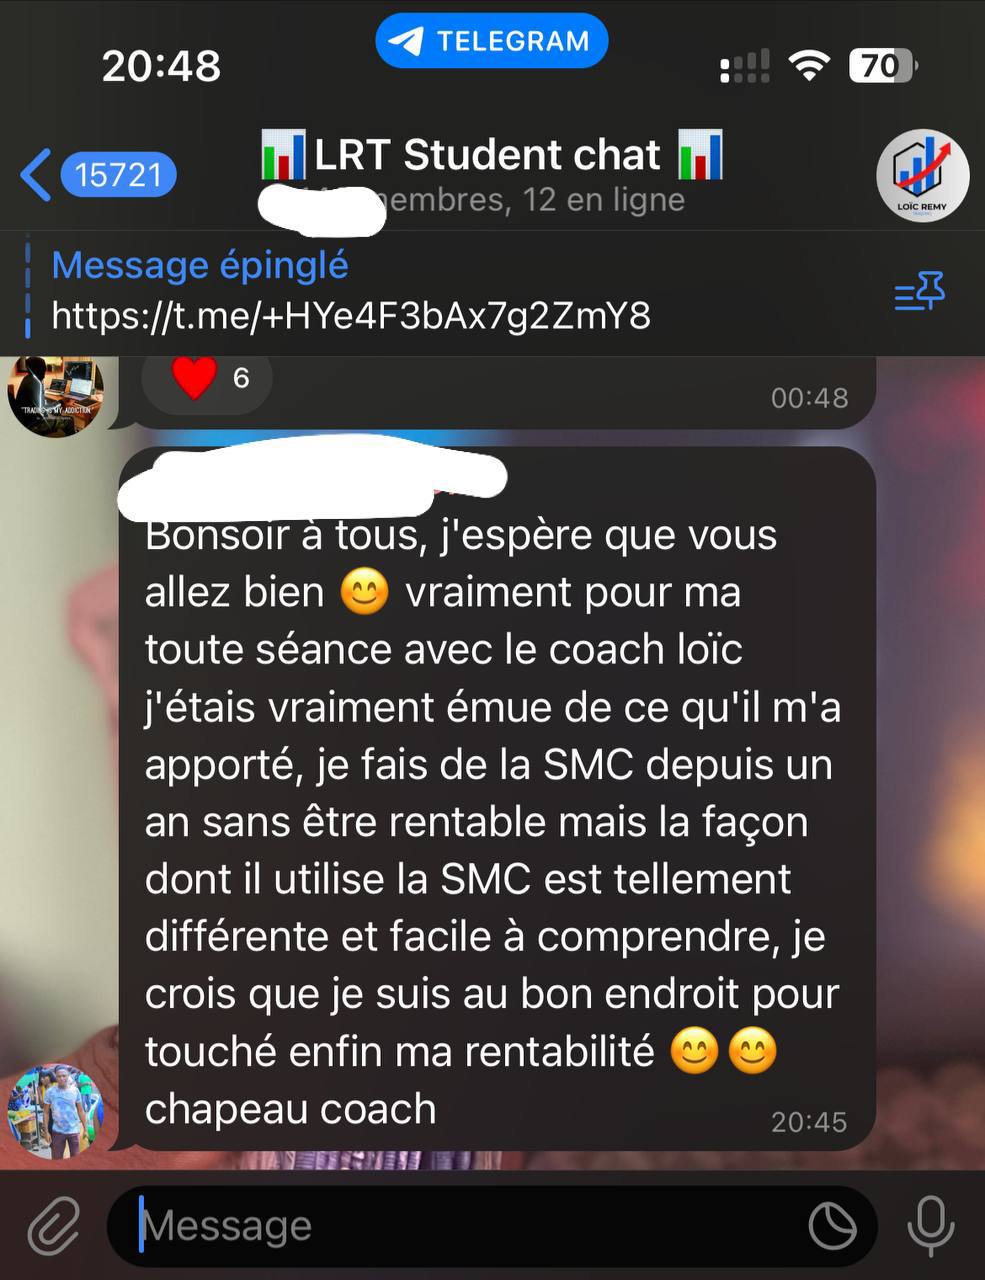 20:48
TELEGRAM
70
15721
📊LRT Student chat 📊
membres, 12 en ligne
LOÏC REMY
TRADING
Message épinglé
https://t.me/+HYe4F3bAx7g2ZmY8
"TRADING IS MY ADDICTION"
❤️ 6
00:48
Bonsoir à tous, j'espère que vous
allez bien 😊 vraiment pour ma
toute séance avec le coach loïc
j'étais vraiment émue de ce qu'il m'a
apporté, je fais de la SMC depuis un
an sans être rentable mais la façon
dont il utilise la SMC est tellement
différente et facile à comprendre, je
crois que je suis au bon endroit pour
touché enfin ma rentabilité 😊😊
chapeau coach
20:45
Message